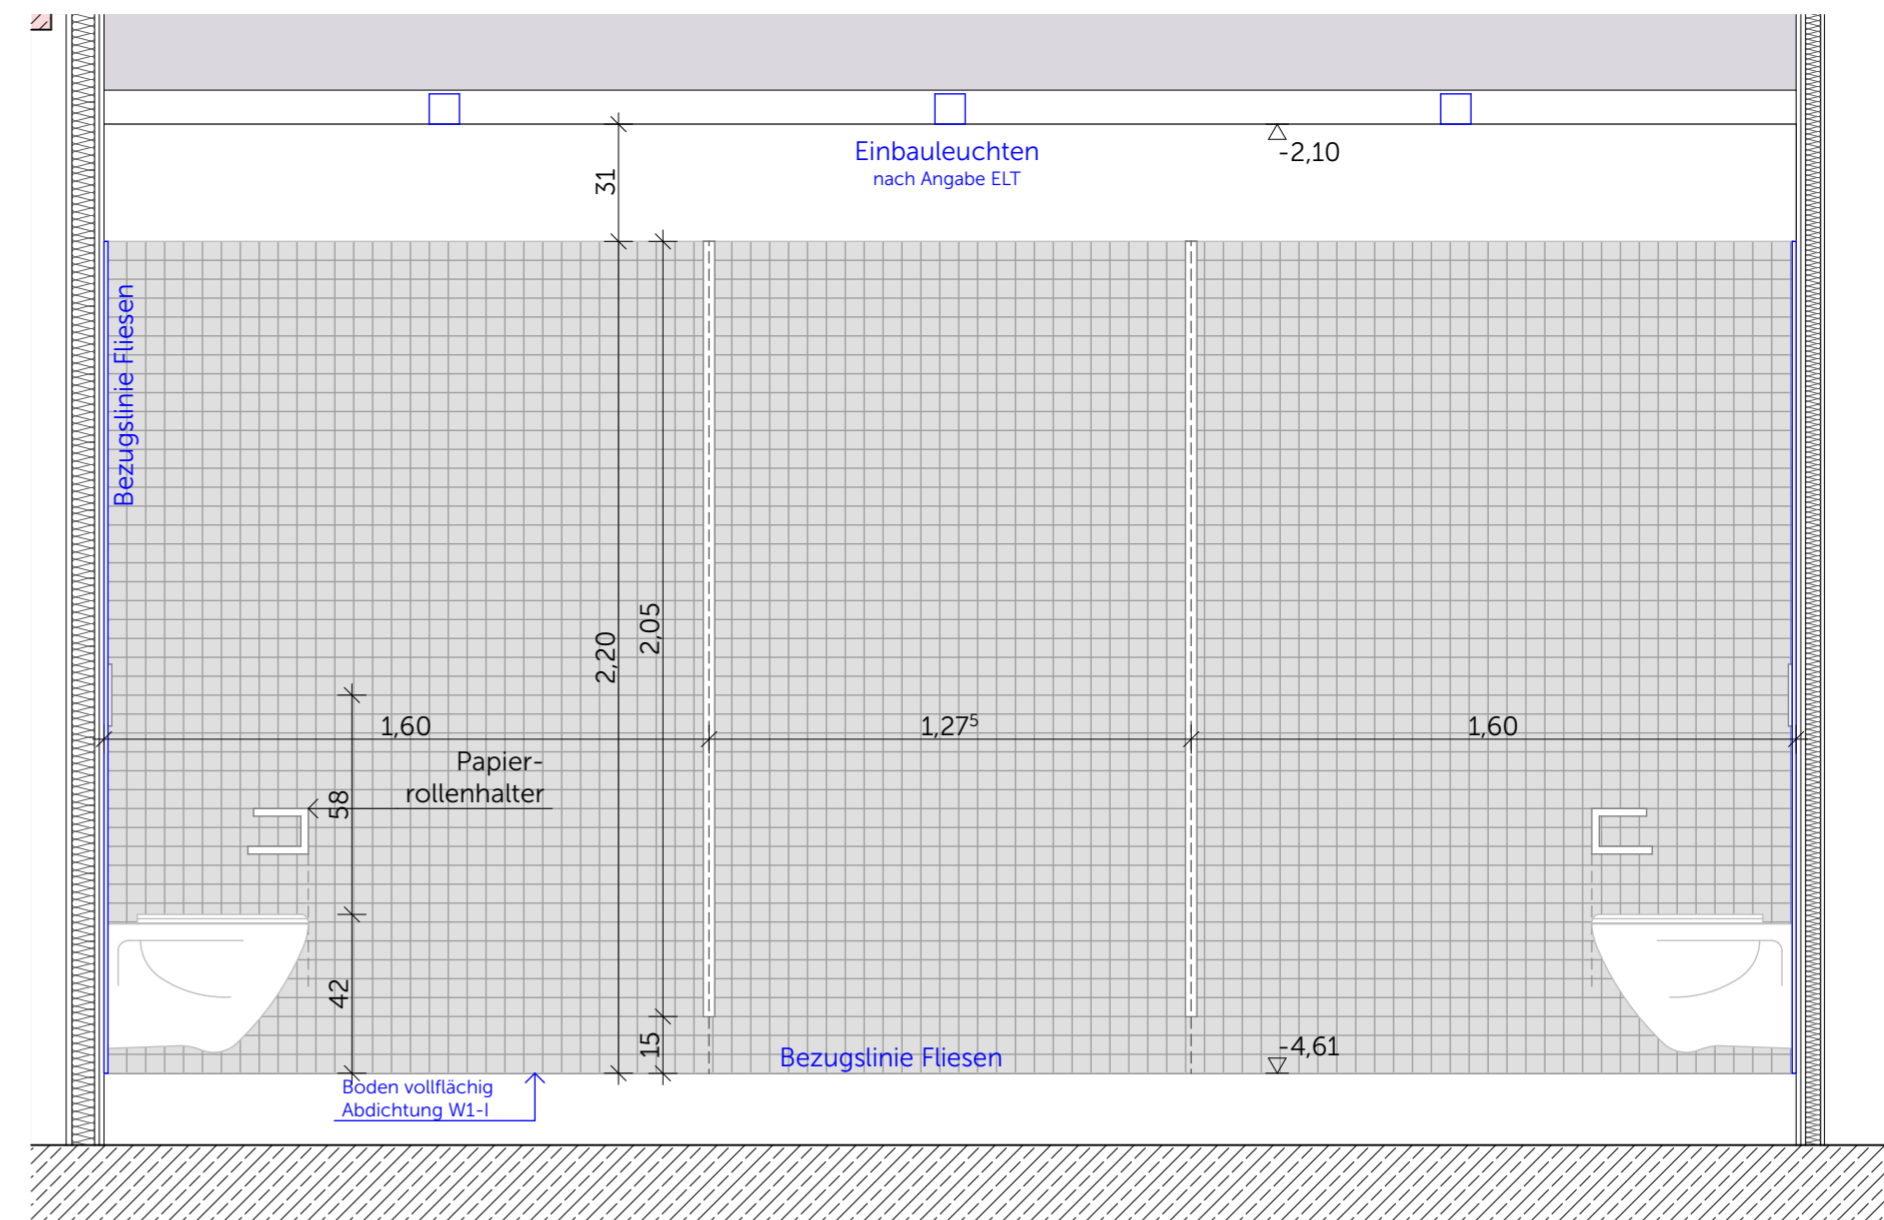 Einbauleuchten
nach Angabe ELT
-2,10
31
Bezugslinie Fliesen
2,20
2,05
1,60
1,27⁵
1,60
Papier-
rollenhalter
58
42
15
Bezugslinie Fliesen
-4,61
Boden vollflächig
Abdichtung W1-I